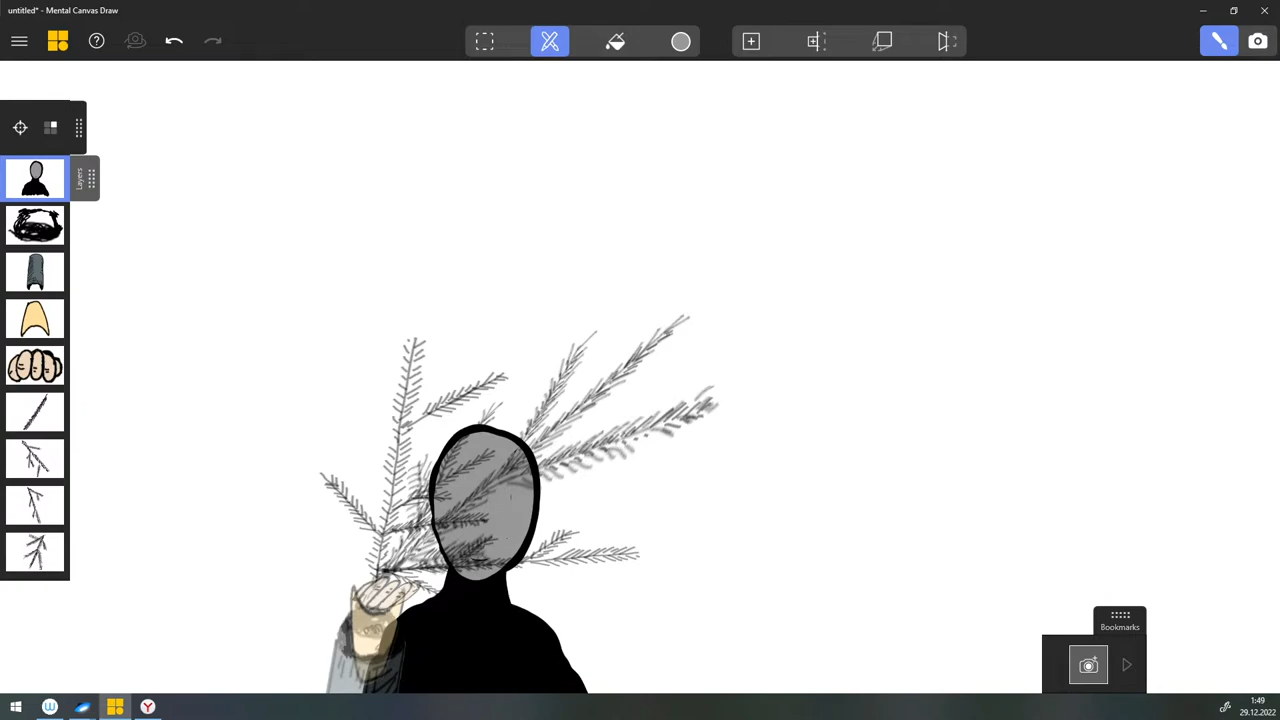 untitled* - Mental Canvas Draw
Layers
Bookmarks
1:49
29.12.2022